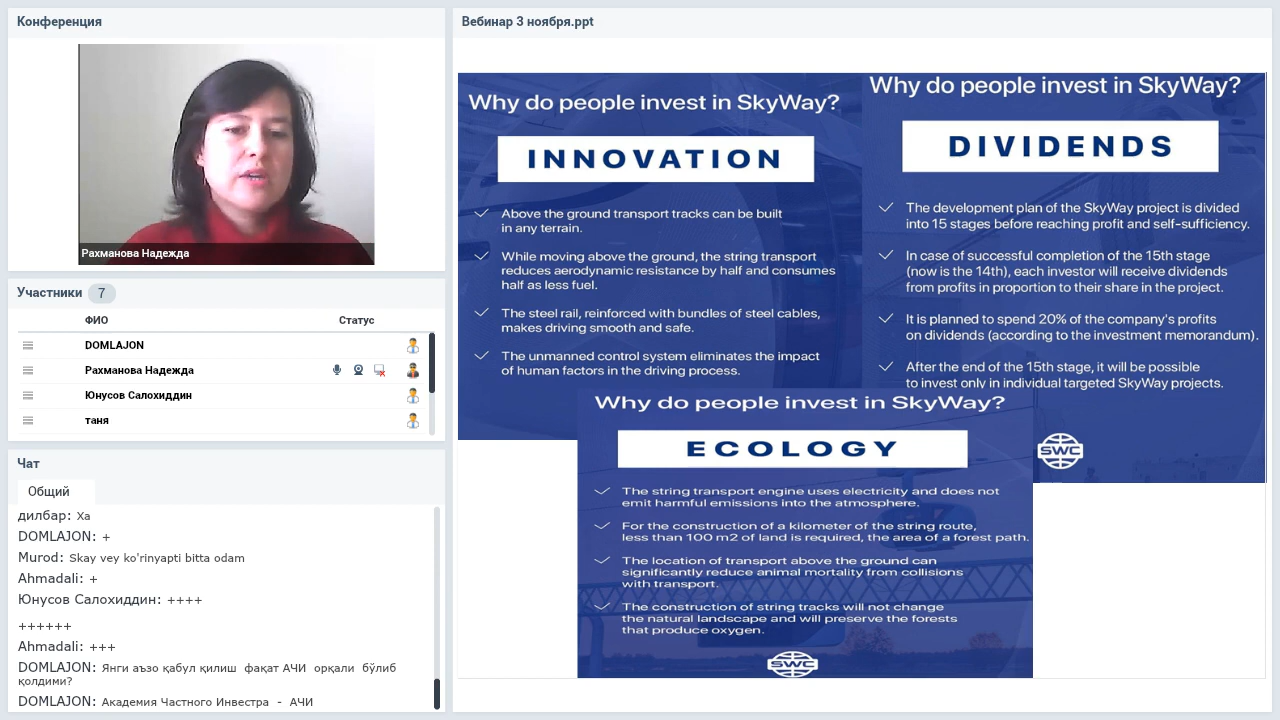 Конференция
Рахманова Надежда
Участники 7
ФИО Статус
DOMLAJON
Рахманова Надежда
Юнусов Салохиддин
таня
Чат
Общий
дилбар: Ха
DOMLAJON: +
Murod: Skay vey ko'rinyapti bitta odam
Ahmadali: +
Юнусов Салохиддин: ++++
++++++
Ahmadali: +++
DOMLAJON: Янги аъзо қабул қилиш фақат АЧИ орқали бўлиб
қолдими?
DOMLAJON: Академия Частного Инвестра - АЧИ
Вебинар 3 ноября.ppt
Why do people invest in SkyWay?
INNOVATION
Above the ground transport tracks can be built
in any terrain.
While moving above the ground, the string transport
reduces aerodynamic resistance by half and consumes
half as less fuel.
The steel rail, reinforced with bundles of steel cables,
makes driving smooth and safe.
The unmanned control system eliminates the impact
of human factors in the driving process.
Why do people invest in SkyWay?
DIVIDENDS
The development plan of the SkyWay project is divided
into 15 stages before reaching profit and self-sufficiency.
In case of successful completion of the 15th stage
(now is the 14th), each investor will receive dividends
from profits in proportion to their share in the project.
It is planned to spend 20% of the company's profits
on dividends (according to the investment memorandum).
After the end of the 15th stage, it will be possible
to invest only in individual targeted SkyWay projects.
SWC
Why do people invest in SkyWay?
ECOLOGY
The string transport engine uses electricity and does not
emit harmful emissions into the atmosphere.
For the construction of a kilometer of the string route,
less than 100 m2 of land is required, the area of a forest path.
The location of transport above the ground can
significantly reduce animal mortality from collisions
with transport.
The construction of string tracks will not change
the natural landscape and will preserve the forests
that produce oxygen.
SWC